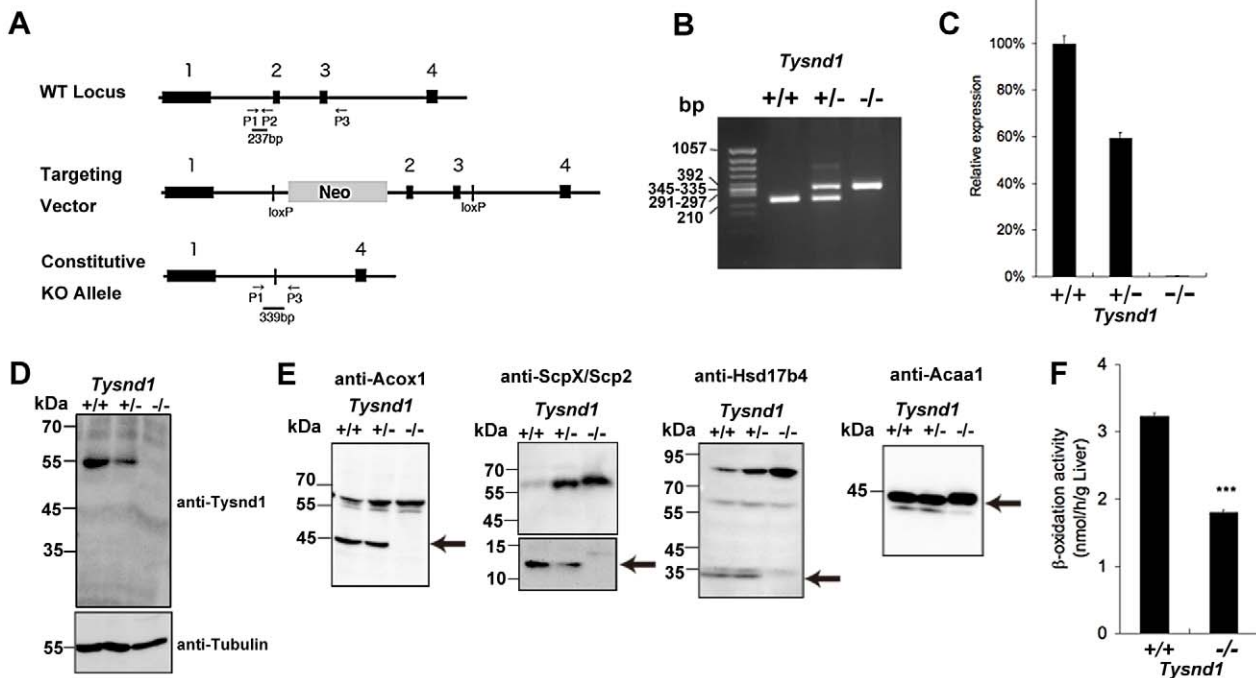 A
1 2 3 4
WT Locus
P1 P2 P3
237bp
1 2 3 4
Targeting
Vector
Neo
loxP loxP
1 4
Constitutive
KO Allele
P1 P3
339bp
B
Tysnd1
bp +/+ +/- -/-
1057
392
345-335
291-297
210
C
Relative expression
100%
80%
60%
40%
20%
0%
+/+ +/− −/−
Tysnd1
D
Tysnd1
kDa +/+ +/- -/-
70
55
45
35
anti-Tysnd1
55
anti-Tubulin
E
anti-Acox1
Tysnd1
kDa +/+ +/- -/-
70
55
45
anti-ScpX/Scp2
Tysnd1
kDa +/+ +/- -/-
70
55
45
15
10
anti-Hsd17b4
Tysnd1
kDa +/+ +/- -/-
95
70
55
45
35
anti-Acaa1
Tysnd1
kDa +/+ +/- -/-
45
F
β-oxidation activity
(nmol/h/g Liver)
4
3
2
1
0
***
+/+ -/-
Tysnd1